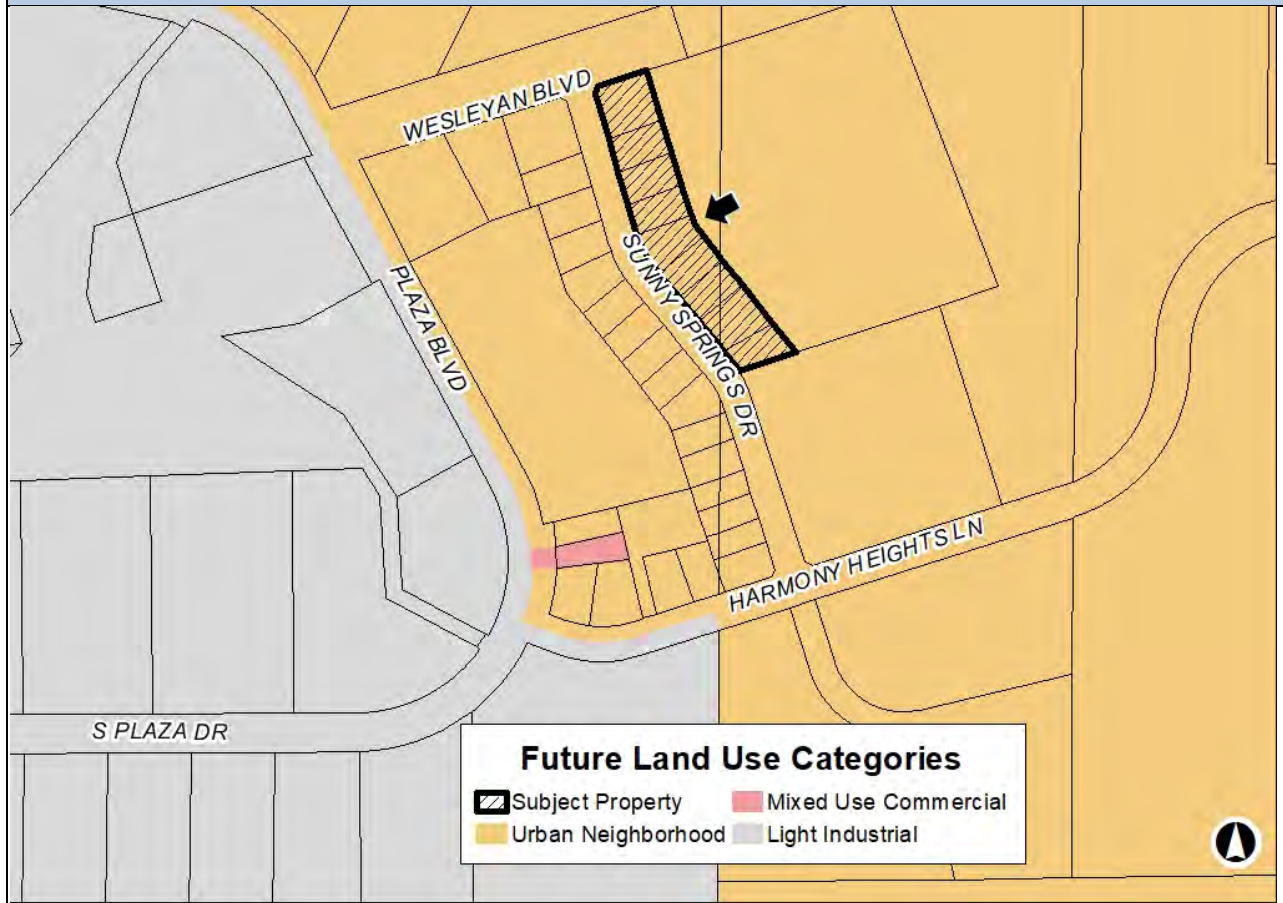 WESLEYAN BLVD
SUNNY SPRINGS DR
PLAZA BLVD
HARMONY HEIGHTS LN
S PLAZA DR
Future Land Use Categories
Subject Property Mixed Use Commercial
Urban Neighborhood Light Industrial